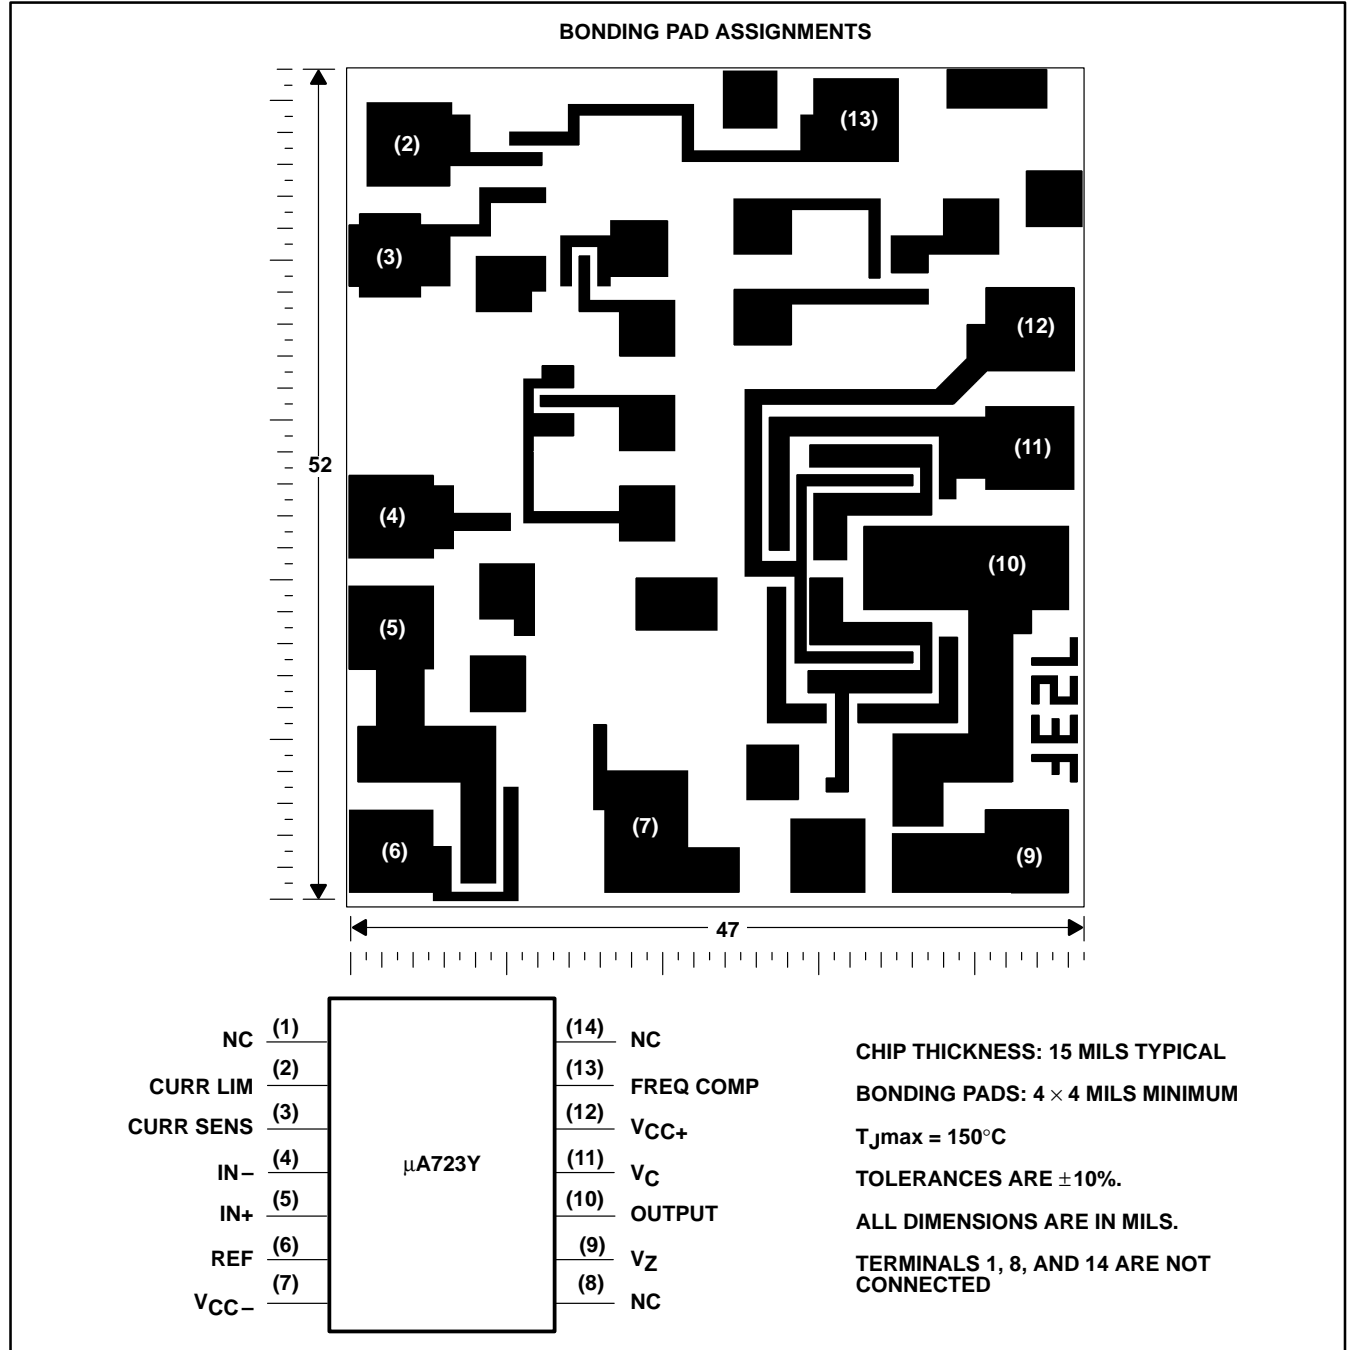 BONDING PAD ASSIGNMENTS
(2)
(13)
(3)
(12)
(11)
52
(4)
(10)
(5)
723F
(7)
(6)
(9)
47
NC (1)
CURR LIM (2)
CURR SENS (3)
IN− (4)
IN+ (5)
REF (6)
VCC− (7)
µA723Y
(14) NC
(13) FREQ COMP
(12) VCC+
(11) VC
(10) OUTPUT
(9) VZ
(8) NC
CHIP THICKNESS: 15 MILS TYPICAL
BONDING PADS: 4 × 4 MILS MINIMUM
TJmax = 150°C
TOLERANCES ARE ±10%.
ALL DIMENSIONS ARE IN MILS.
TERMINALS 1, 8, AND 14 ARE NOT
CONNECTED